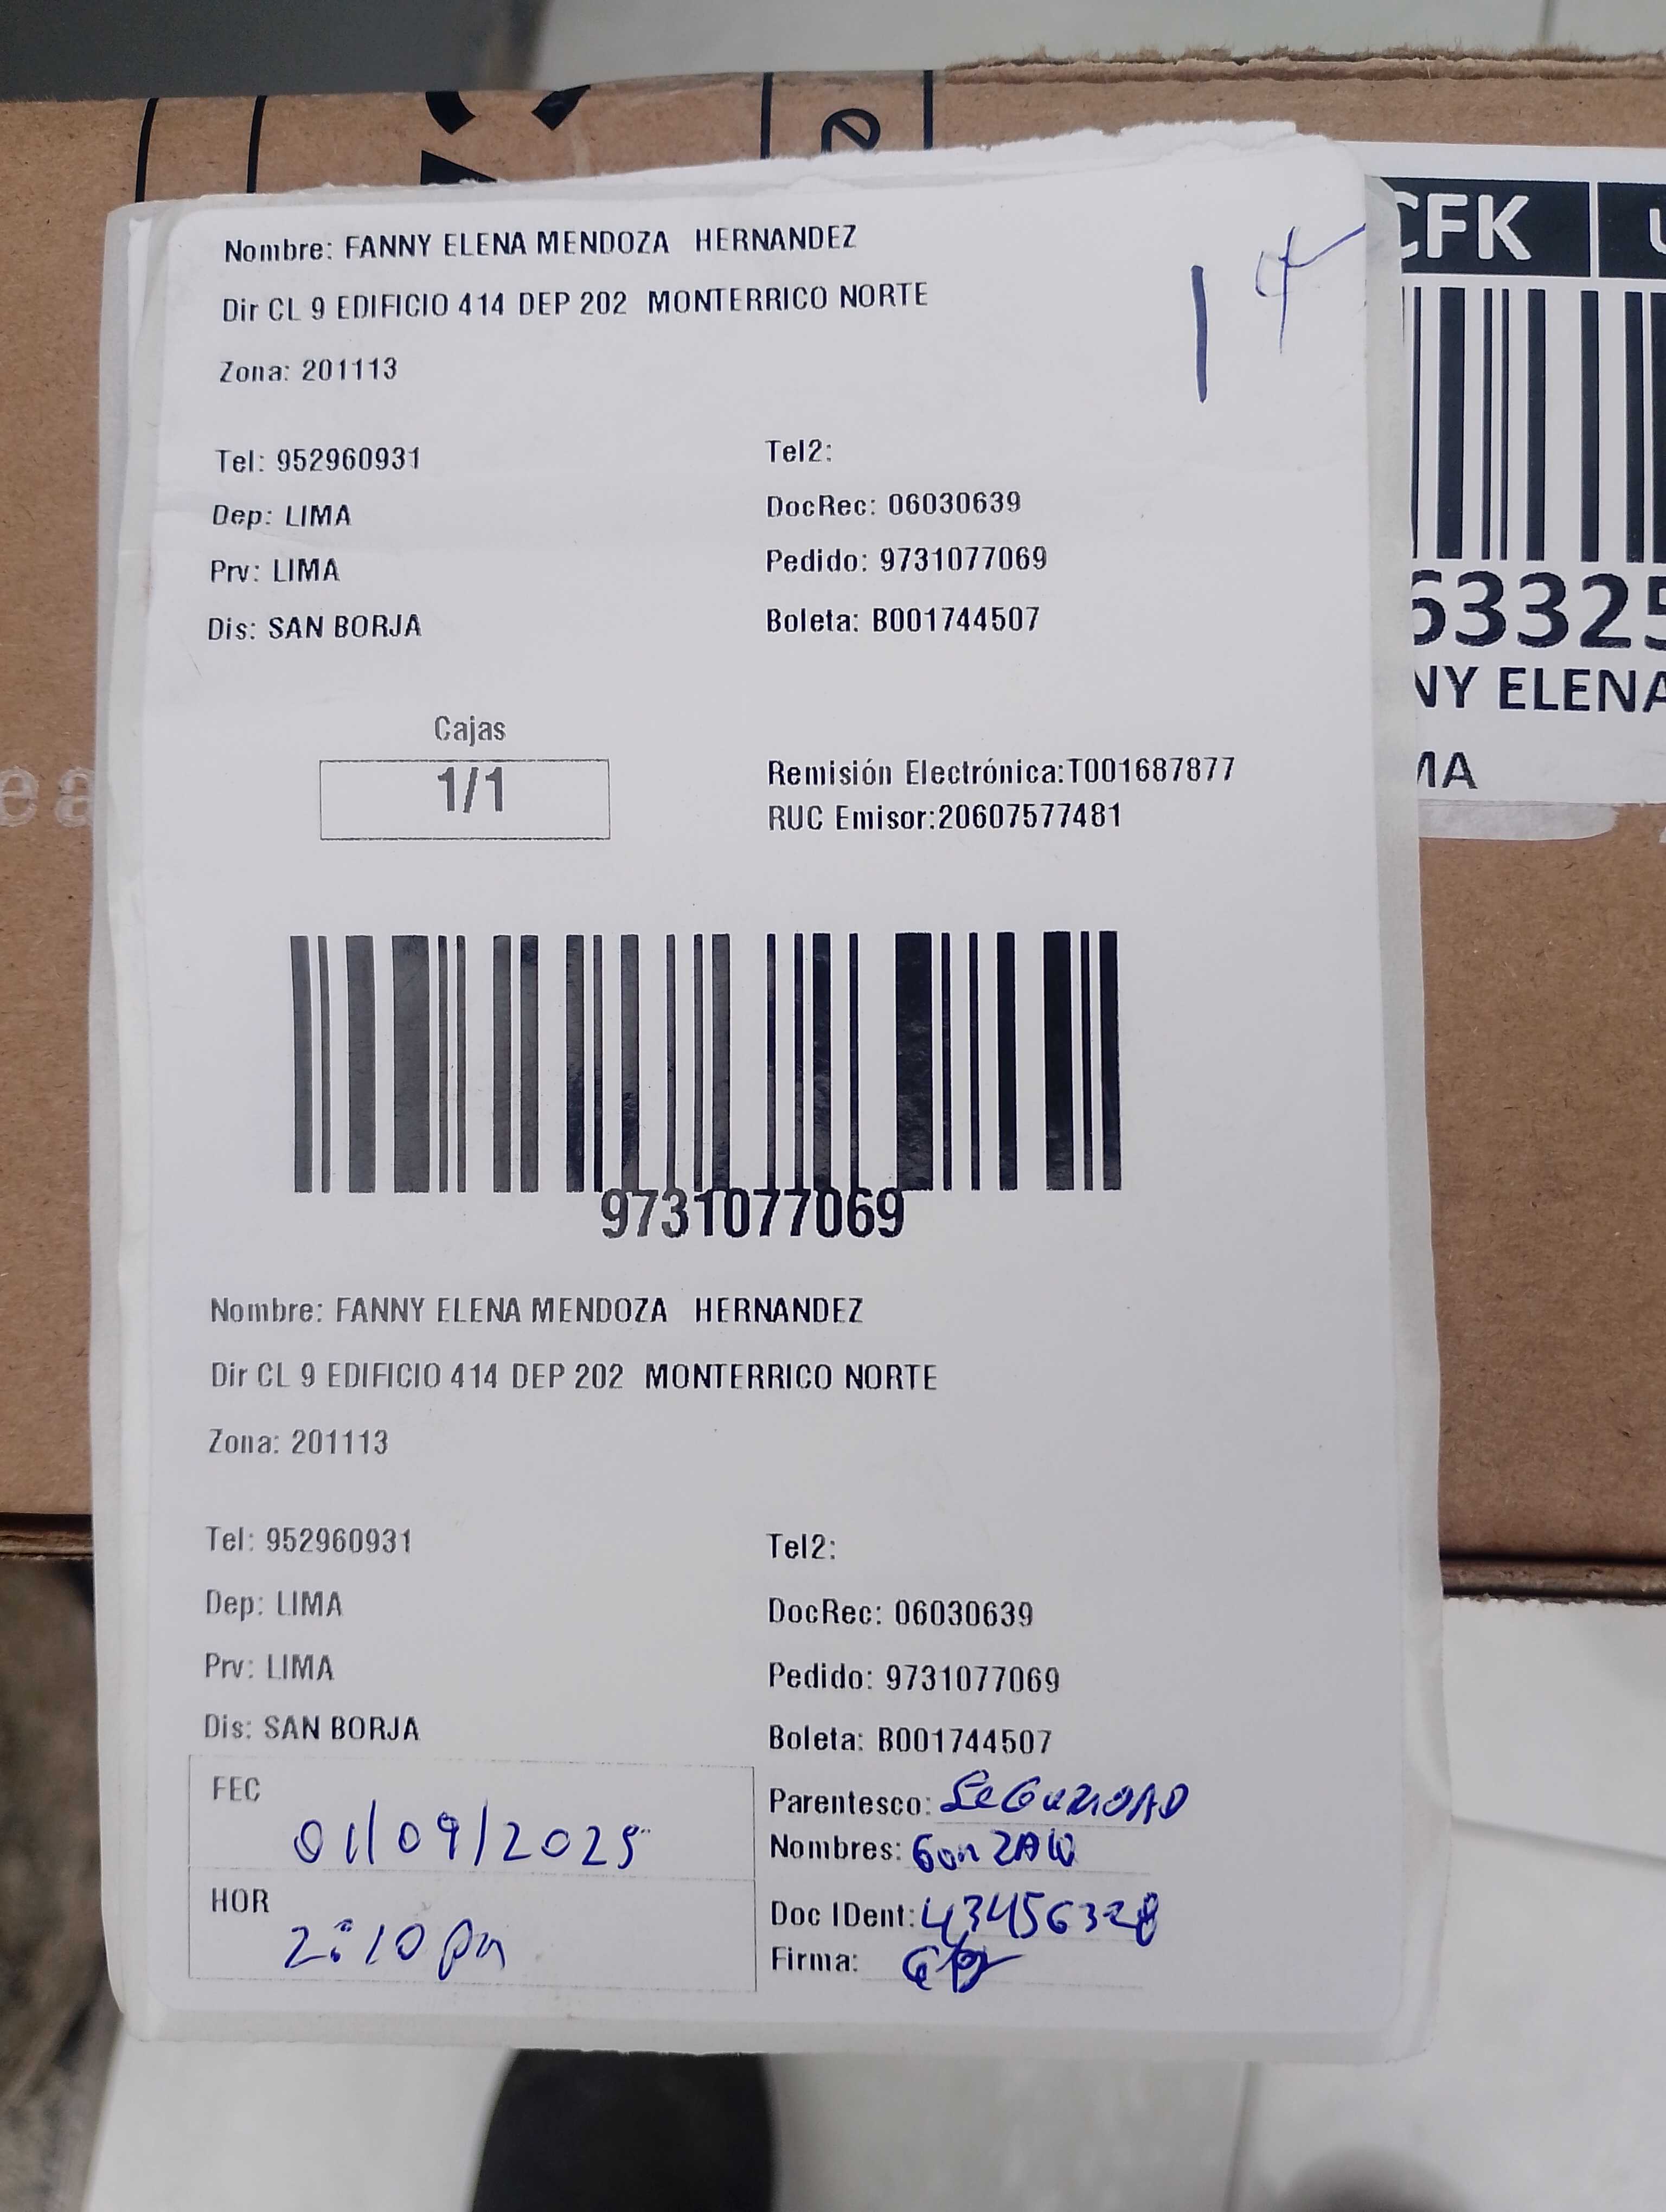 e
Nombre: FANNY ELENA MENDOZA HERNANDEZ
Dir CL 9 EDIFICIO 414 DEP 202 MONTERRICO NORTE
Zona: 201113
14
Tel: 952960931
Tel2:
Dep: LIMA
DocRec: 06030639
Prv: LIMA
Pedido: 9731077069
Dis: SAN BORJA
Boleta: B001744507
Cajas
1/1
Remisión Electrónica:T001687877
RUC Emisor:20607577481
9731077069
Nombre: FANNY ELENA MENDOZA HERNANDEZ
Dir CL 9 EDIFICIO 414 DEP 202 MONTERRICO NORTE
Zona: 201113
Tel: 952960931
Tel2:
Dep: LIMA
DocRec: 06030639
Prv: LIMA
Pedido: 9731077069
Dis: SAN BORJA
Boleta: B001744507
FEC
01/09/2025
Parentesco: SEGURIDAD
Nombres: GonZALO
HOR
2:10 pm
Doc IDent: 43456328
Firma:
CFK
63325
NY ELENA
MA
ea